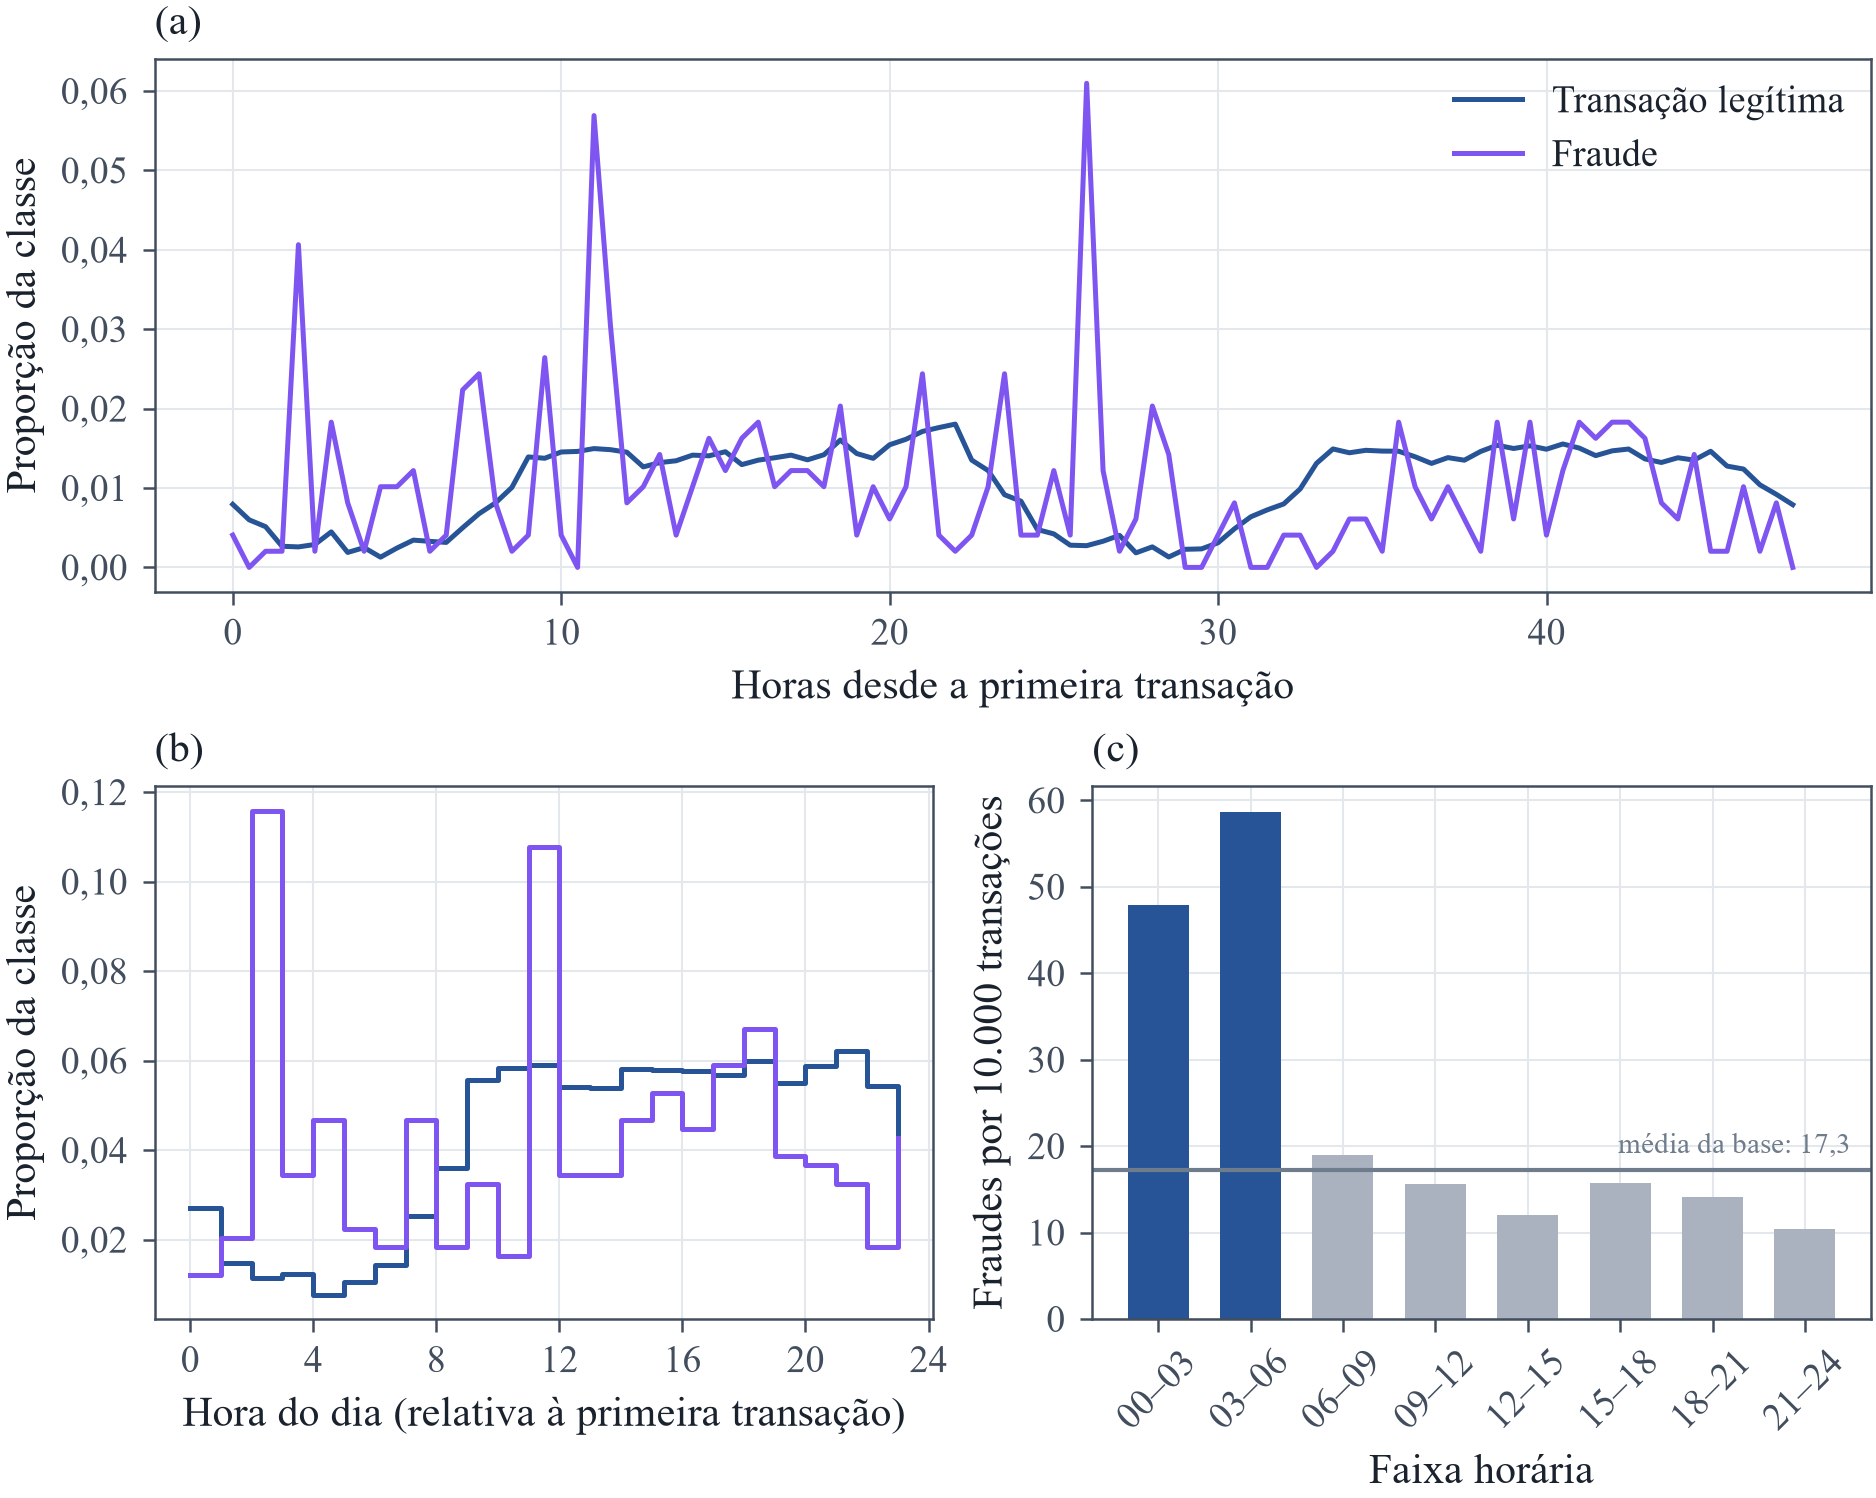 (a)
0,06
0,05
0,04
0,03
0,02
0,01
0,00
Proporção da classe
Transação legítima
Fraude
0 10 20 30 40
Horas desde a primeira transação
(b)
0,12
0,10
0,08
0,06
0,04
0,02
Proporção da classe
0 4 8 12 16 20 24
Hora do dia (relativa à primeira transação)
(c)
60
50
40
30
20
10
0
Fraudes por 10.000 transações
média da base: 17,3
00–03 03–06 06–09 09–12 12–15 15–18 18–21 21–24
Faixa horária